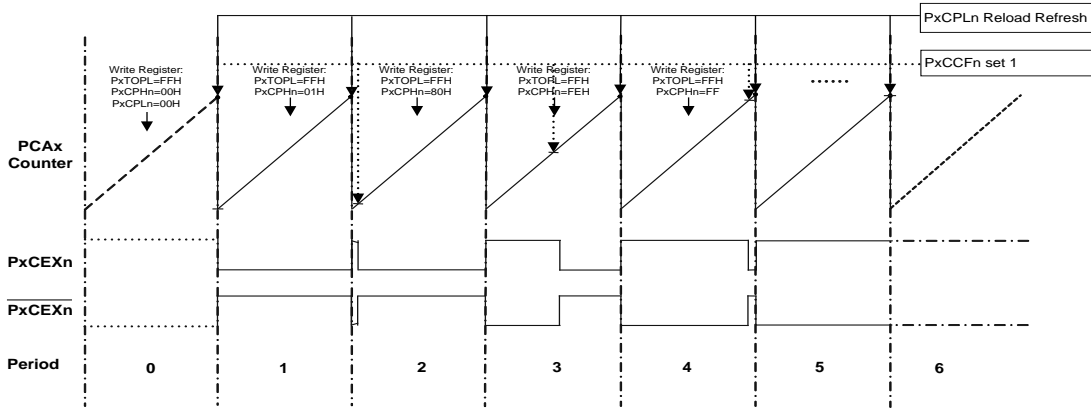 PxCPLn Reload Refresh
PxCCFn set 1
Write Register:
PxTOPL=FFH
PxCPHn=00H
PxCPLn=00H
Write Register:
PxTOPL=FFH
PxCPHn=01H
Write Register:
PxTOPL=FFH
PxCPHn=80H
Write Register:
PxTOPL=FFH
PxCPHn=FEH
Write Register:
PxTOPL=FFH
PxCPHn=FF
......
PCAx
Counter
PxCEXn
PxCEXn
Period 0 1 2 3 4 5 6